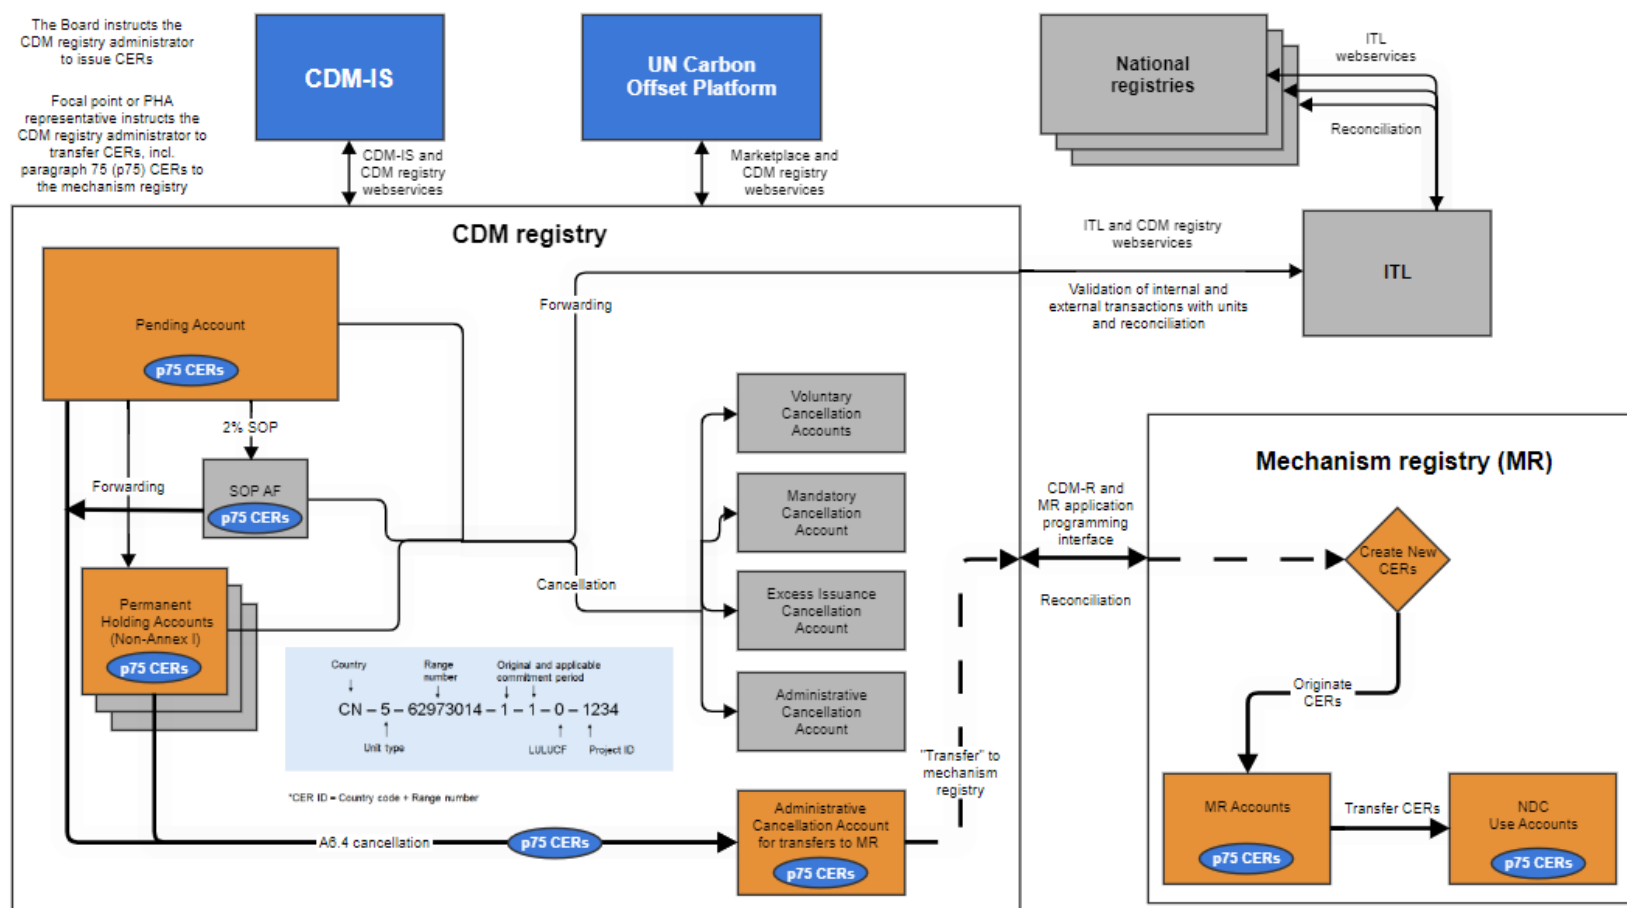 The Board instructs the
CDM registry administrator
to issue CERs
Focal point or PHA
representative instructs the
CDM registry administrator to
transfer CERs, incl.
paragraph 75 (p75) CERs to
the mechanism registry
CDM-IS
UN Carbon
Offset Platform
National
registries
ITL
webservices
Reconciliation
CDM-IS and
CDM registry
webservices
Marketplace and
CDM registry
webservices
CDM registry
ITL and CDM registry
webservices
Validation of internal and
external transactions with units
and reconciliation
ITL
Pending Account
p75 CERs
Forwarding
2% SOP
Forwarding
SOP AF
p75 CERs
Permanent
Holding Accounts
(Non-Annex I)
p75 CERs
Cancellation
Voluntary
Cancellation
Accounts
Mandatory
Cancellation
Account
Excess Issuance
Cancellation
Account
Administrative
Cancellation
Account
Country
Range
number
Original and applicable
commitment period
CN – 5 – 62973014 – 1 – 1 – 0 – 1234
Unit type
LULUCF
Project ID
*CER ID = Country code + Range number
A6.4 cancellation
p75 CERs
Administrative
Cancellation Account
for transfers to MR
p75 CERs
"Transfer" to
mechanism
registry
CDM-R and
MR application
programming
interface
Reconciliation
Mechanism registry (MR)
Create New
CERs
Originate
CERs
MR Accounts
p75 CERs
Transfer CERs
NDC
Use Accounts
p75 CERs